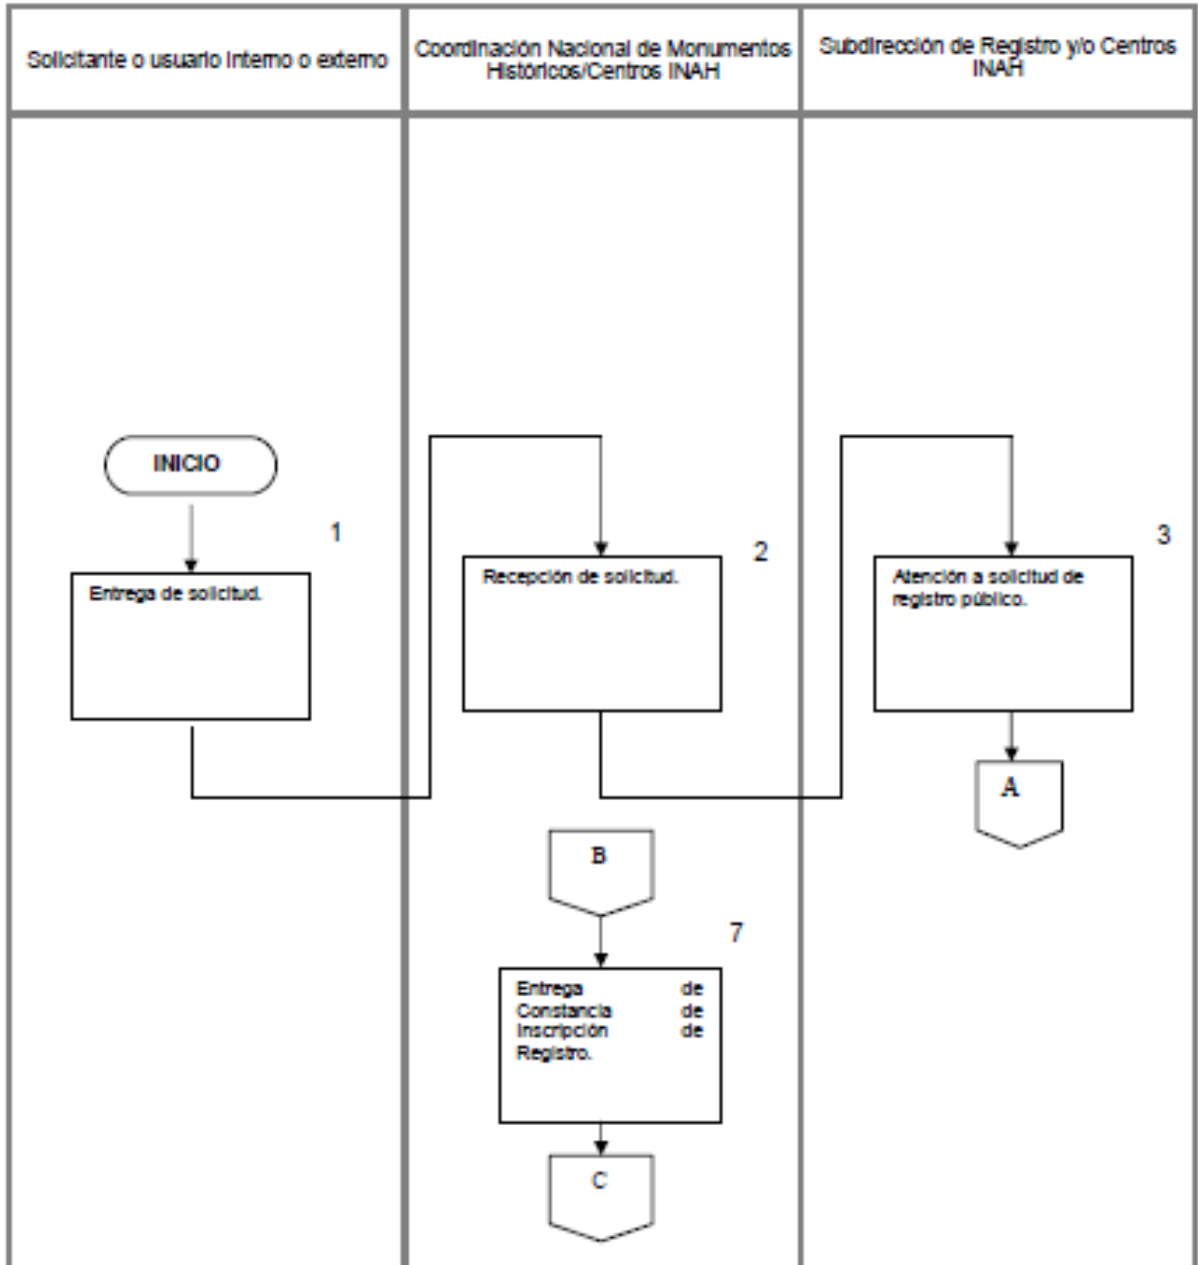 Solicitante o usuario interno o externo
Coordinación Nacional de Monumentos
Históricos/Centros INAH
Subdirección de Registro y/o Centros
INAH
INICIO
1
Entrega de solicitud.
2
Recepción de solicitud.
3
Atención a solicitud de
registro público.
A
B
7
Entrega de
Constancia de
Inscripción de
Registro.
C